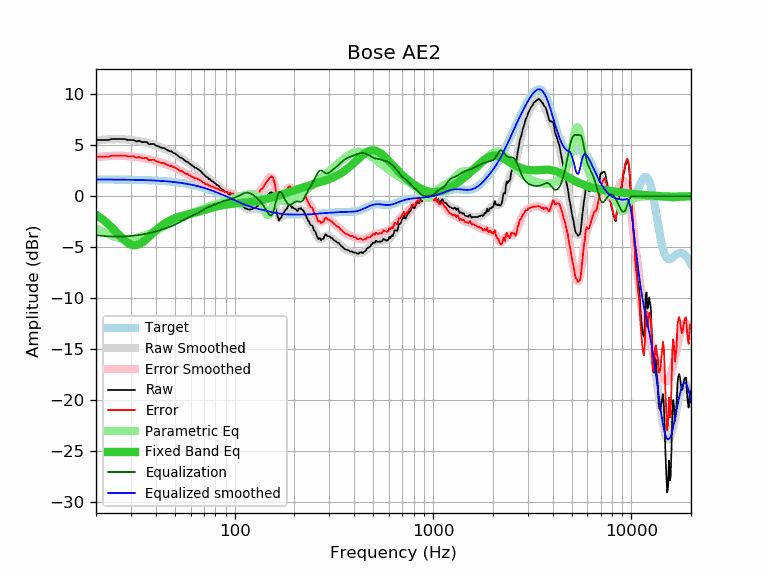 Bose AE2
Amplitude (dBr)
10
5
0
−5
−10
−15
−20
−25
−30
Target
Raw Smoothed
Error Smoothed
Raw
Error
Parametric Eq
Fixed Band Eq
Equalization
Equalized smoothed
100
1000
10000
Frequency (Hz)